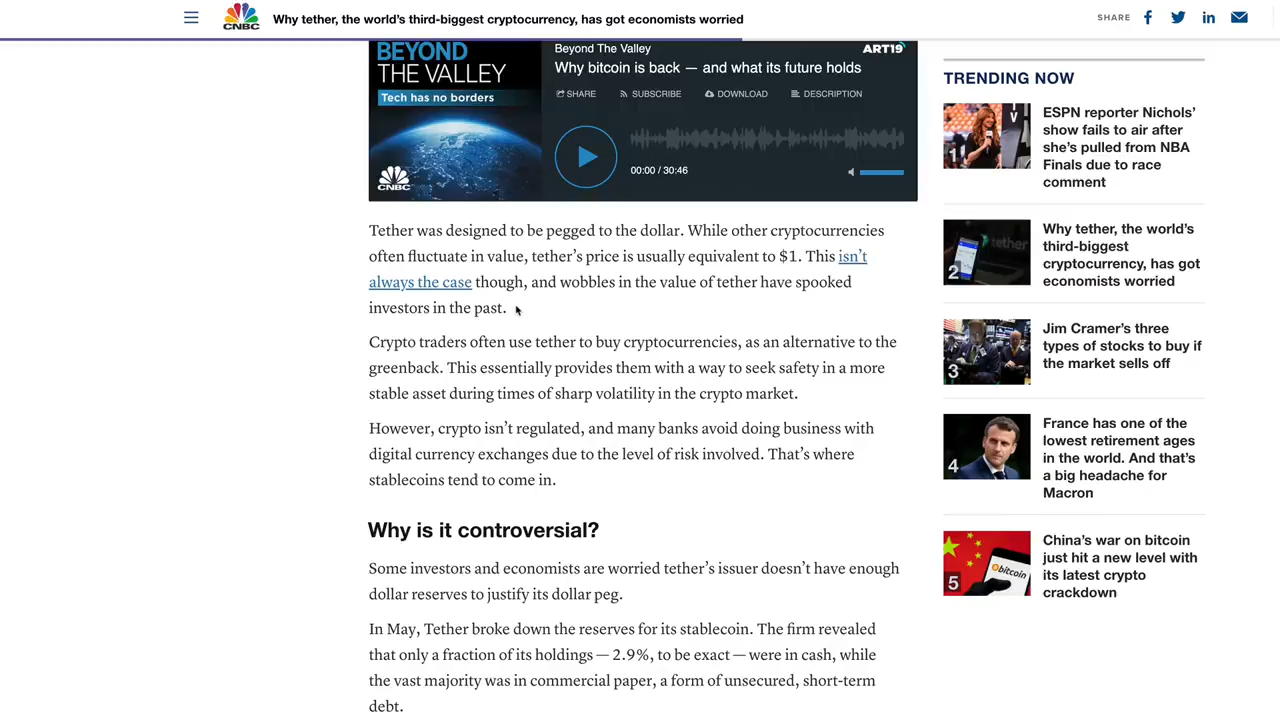 CNBC
Why tether, the world's third-biggest cryptocurrency, has got economists worried
SHARE
BEYOND
THE VALLEY
Tech has no borders
CNBC
Beyond The Valley
ART19
Why bitcoin is back — and what its future holds
SHARE
SUBSCRIBE
DOWNLOAD
DESCRIPTION
00:00 / 30:46
Tether was designed to be pegged to the dollar. While other cryptocurrencies
often fluctuate in value, tether’s price is usually equivalent to $1. This isn’t
always the case though, and wobbles in the value of tether have spooked
investors in the past.
Crypto traders often use tether to buy cryptocurrencies, as an alternative to the
greenback. This essentially provides them with a way to seek safety in a more
stable asset during times of sharp volatility in the crypto market.
However, crypto isn’t regulated, and many banks avoid doing business with
digital currency exchanges due to the level of risk involved. That’s where
stablecoins tend to come in.
Why is it controversial?
Some investors and economists are worried tether’s issuer doesn’t have enough
dollar reserves to justify its dollar peg.
In May, Tether broke down the reserves for its stablecoin. The firm revealed
that only a fraction of its holdings — 2.9%, to be exact — were in cash, while
the vast majority was in commercial paper, a form of unsecured, short-term
debt.
TRENDING NOW
1
ESPN reporter Nichols’
show fails to air after
she’s pulled from NBA
Finals due to race
comment
tether
2
Why tether, the world’s
third-biggest
cryptocurrency, has got
economists worried
3
Jim Cramer’s three
types of stocks to buy if
the market sells off
4
France has one of the
lowest retirement ages
in the world. And that’s
a big headache for
Macron
bitcoin
5
China’s war on bitcoin
just hit a new level with
its latest crypto
crackdown